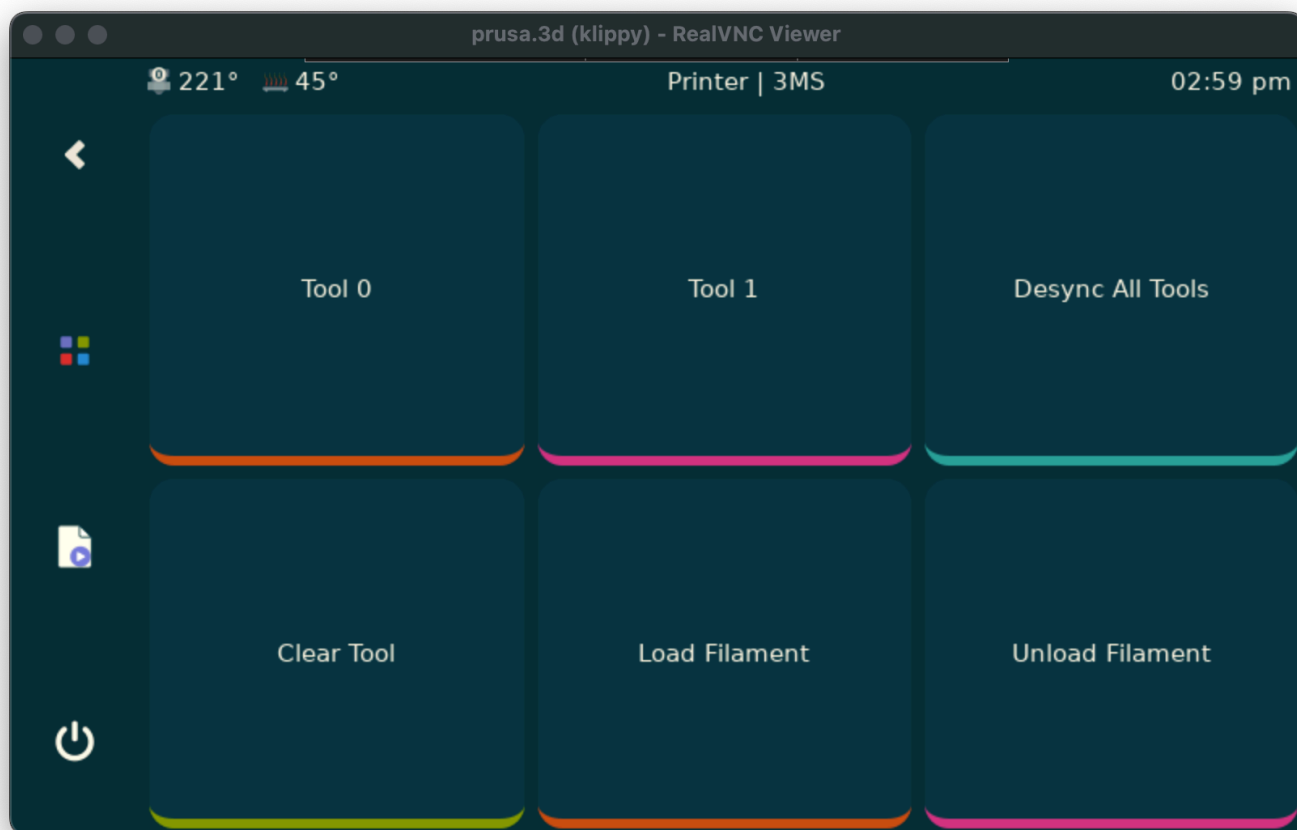 prusa.3d (klippy) - RealVNC Viewer
0 221° 45° Printer | 3MS 02:59 pm
Tool 0 Tool 1 Desync All Tools
Clear Tool Load Filament Unload Filament